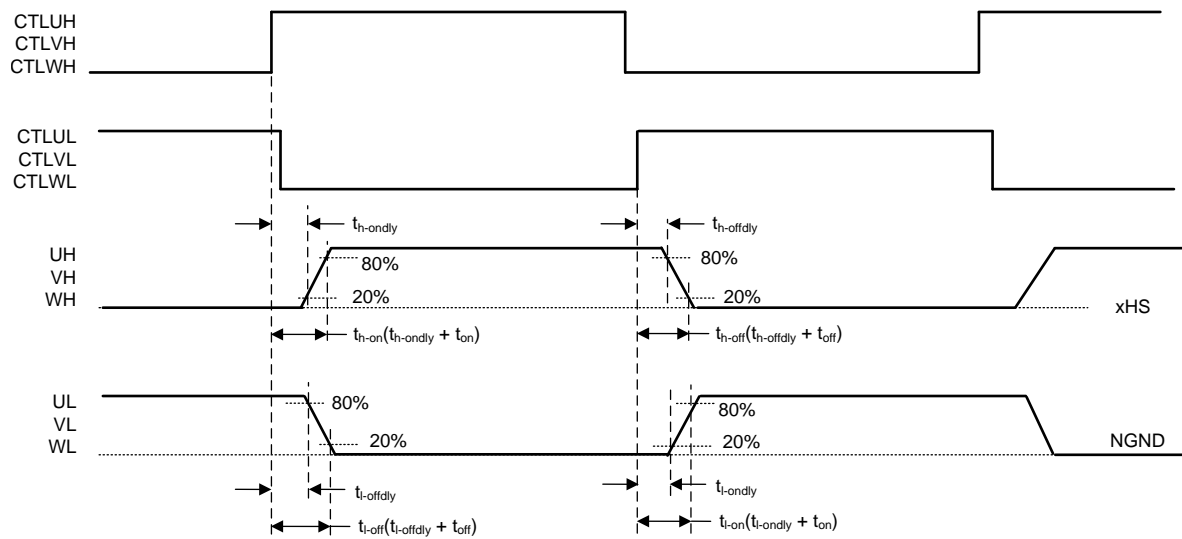 CTLUH
CTLVH
CTLWH
CTLUL
CTLVL
CTLWL
th-ondly
th-offdly
UH
VH
WH
80%
20%
80%
20%
xHS
th-on(th-ondly + ton)
th-off(th-offdly + toff)
UL
VL
WL
80%
20%
80%
20%
NGND
tl-offdly
tl-ondly
tl-off(tl-offdly + toff)
tl-on(tl-ondly + ton)